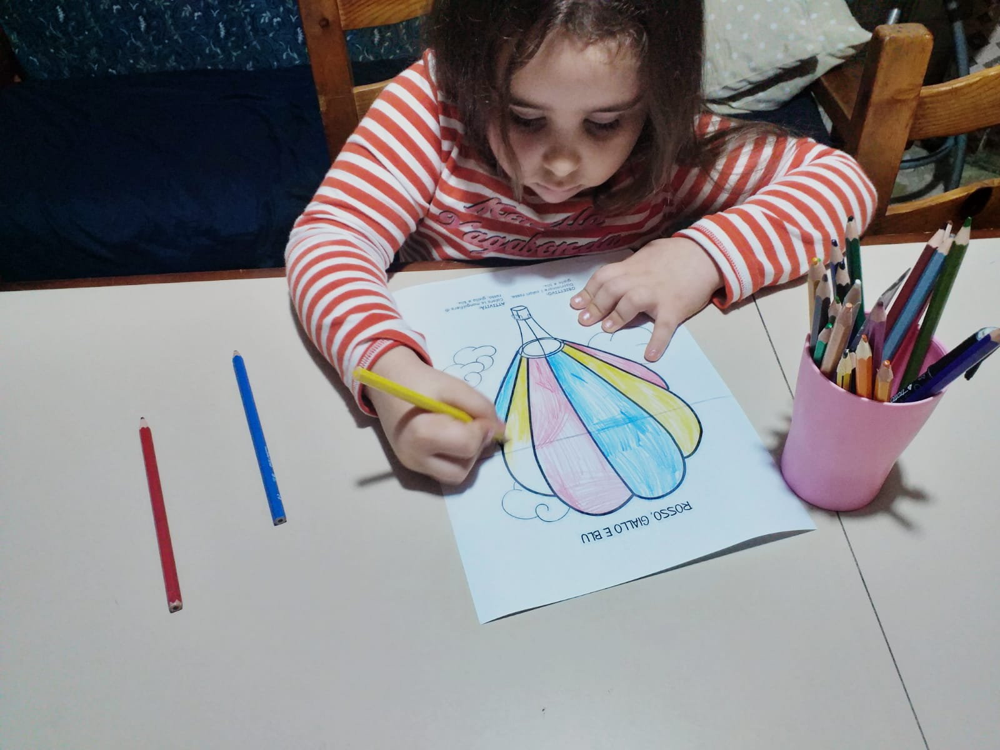 ROSSO, GIALLO E BLU
OBIETTIVO:
Discriminare i colori rosso,
giallo e blu.
ATTIVITÀ:
Colora la mongolfiera di
rosso, giallo e blu.